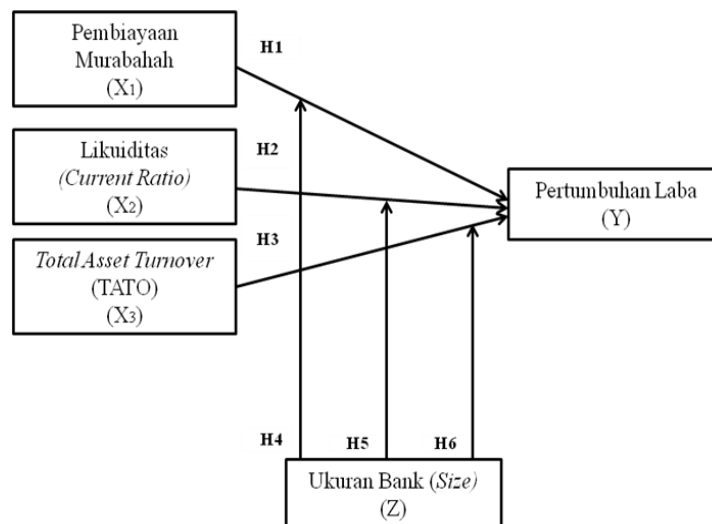 Pembiayaan
Murabahah
(X1)
H1
Likuiditas
(Current Ratio)
(X2)
H2
Total Asset Turnover
(TATO)
(X3)
H3
Pertumbuhan Laba
(Y)
H4
H5
H6
Ukuran Bank (Size)
(Z)